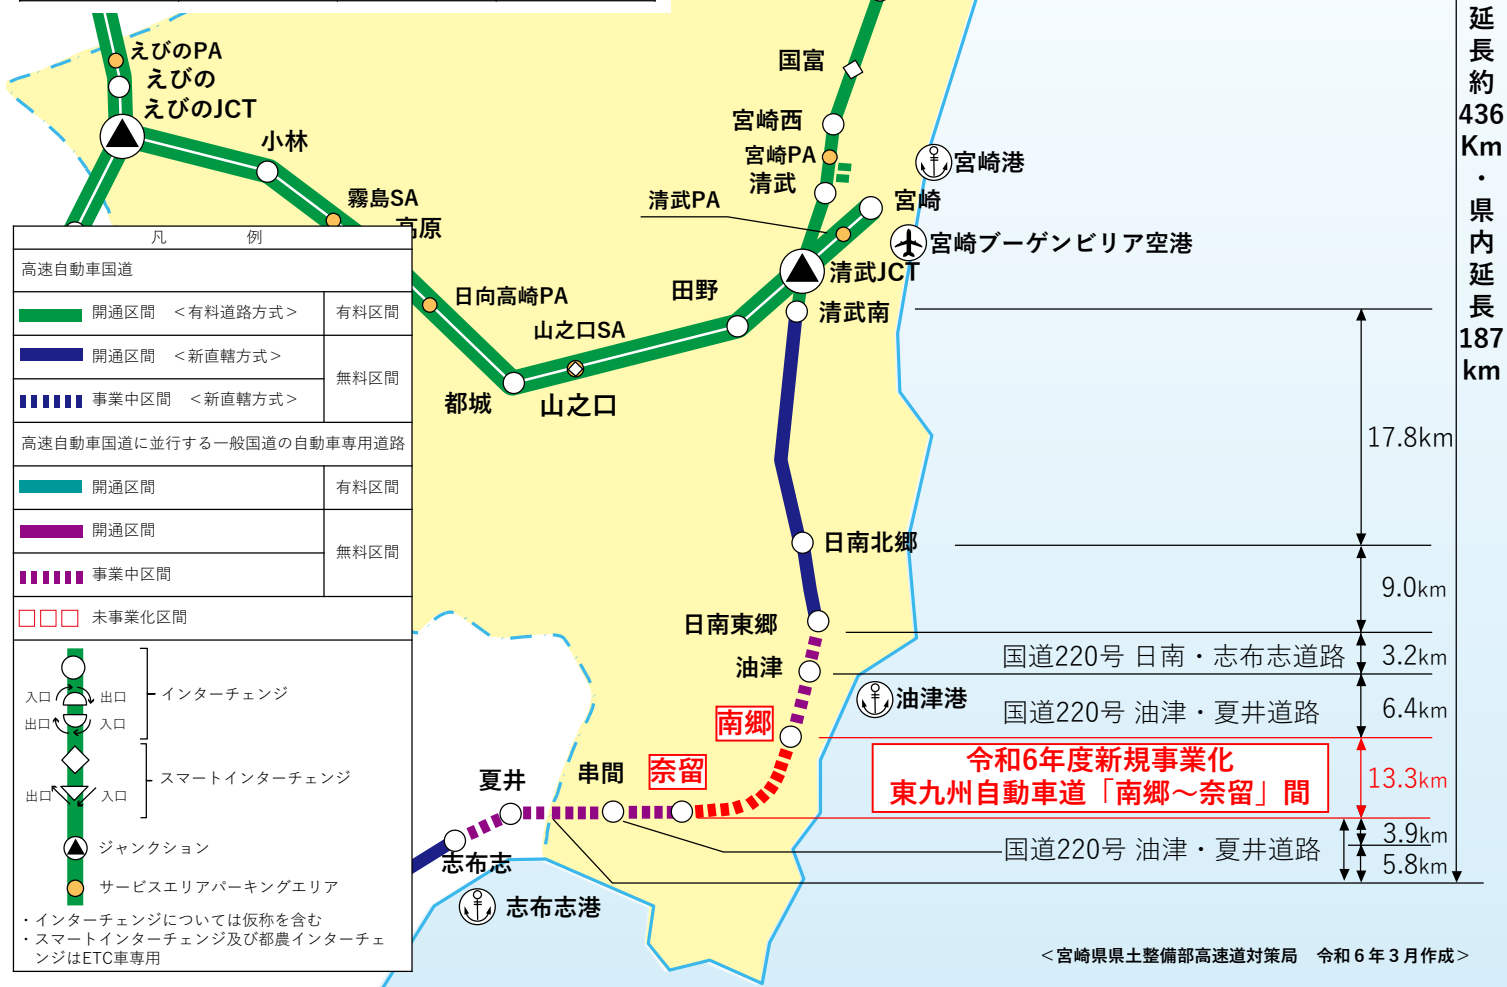 延長約436Km・県内延長187km
えびのPA
えびの
えびのJCT
小林
霧島SA
高原
日向高崎PA
山之口SA
都城
山之口
田野
国富
宮崎西
宮崎PA
清武
清武PA
宮崎
宮崎港
宮崎ブーゲンビリア空港
清武JCT
清武南
17.8km
日南北郷
9.0km
日南東郷
国道220号 日南・志布志道路
3.2km
油津
油津港
国道220号 油津・夏井道路
6.4km
南郷
令和6年度新規事業化
東九州自動車道「南郷～奈留」間
13.3km
奈留
串間
夏井
志布志
志布志港
国道220号 油津・夏井道路
3.9km
5.8km
凡 例
高速自動車国道
開通区間 ＜有料道路方式＞ 有料区間
開通区間 ＜新直轄方式＞
無料区間
事業中区間 ＜新直轄方式＞
高速自動車国道に並行する一般国道の自動車専用道路
開通区間 有料区間
開通区間
無料区間
事業中区間
未事業化区間
入口 出口
インターチェンジ
出口 入口
スマートインターチェンジ
出口 入口
ジャンクション
サービスエリアパーキングエリア
・インターチェンジについては仮称を含む
・スマートインターチェンジ及び都農インターチェ
ンジはETC車専用
＜宮崎県県土整備部高速道対策局 令和６年３月作成＞